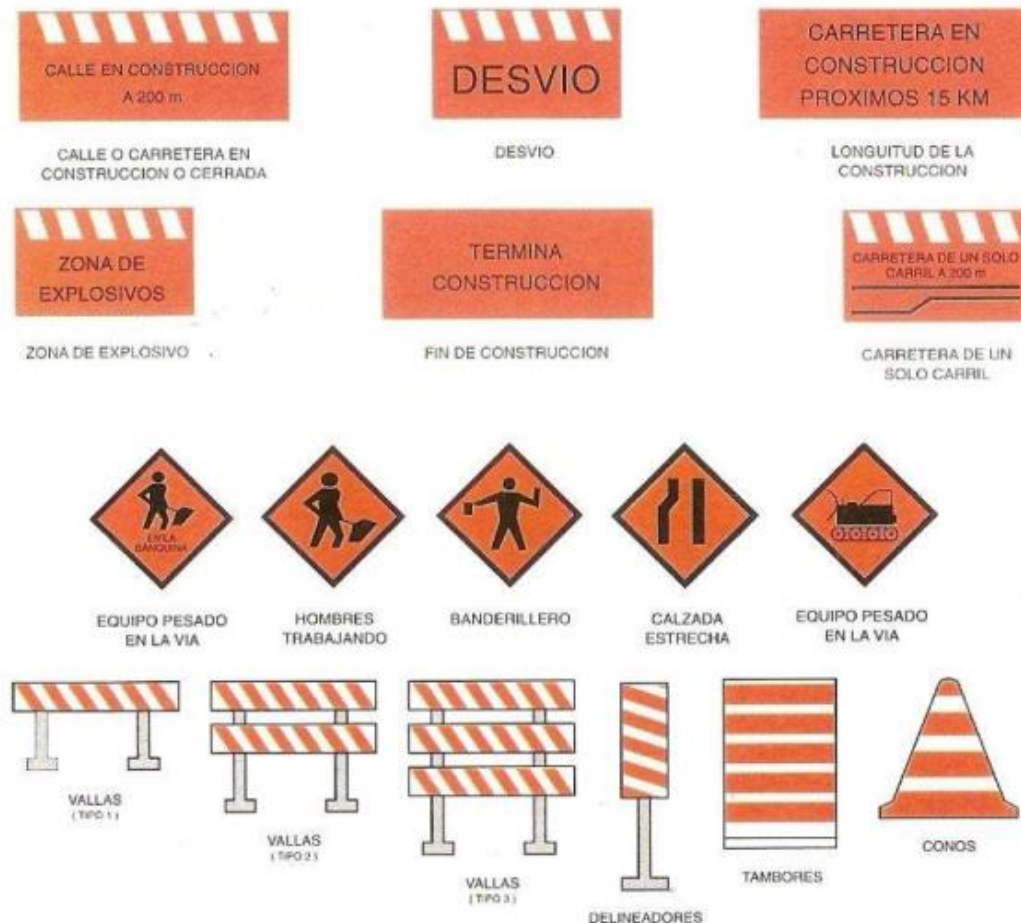 CALLE EN CONSTRUCCION
A 200 m
DESVIO
CARRETERA EN
CONSTRUCCION
PROXIMOS 15 KM
CALLE O CARRETERA EN
CONSTRUCCION O CERRADA
DESVIO
LONGUITUD DE LA
CONSTRUCCION
ZONA DE
EXPLOSIVOS
TERMINA
CONSTRUCCION
CARRETERA DE UN SOLO
CARRIL A 200 m
ZONA DE EXPLOSIVO
FIN DE CONSTRUCCION
CARRETERA DE UN
SOLO CARRIL
EN LA
BANQUINA
EQUIPO PESADO
EN LA VIA
HOMBRES
TRABAJANDO
BANDERILLERO
CALZADA
ESTRECHA
EQUIPO PESADO
EN LA VIA
VALLAS
( TIPO 1 )
VALLAS
( TIPO 2 )
VALLAS
( TIPO 3 )
DELINEADORES
TAMBORES
CONOS